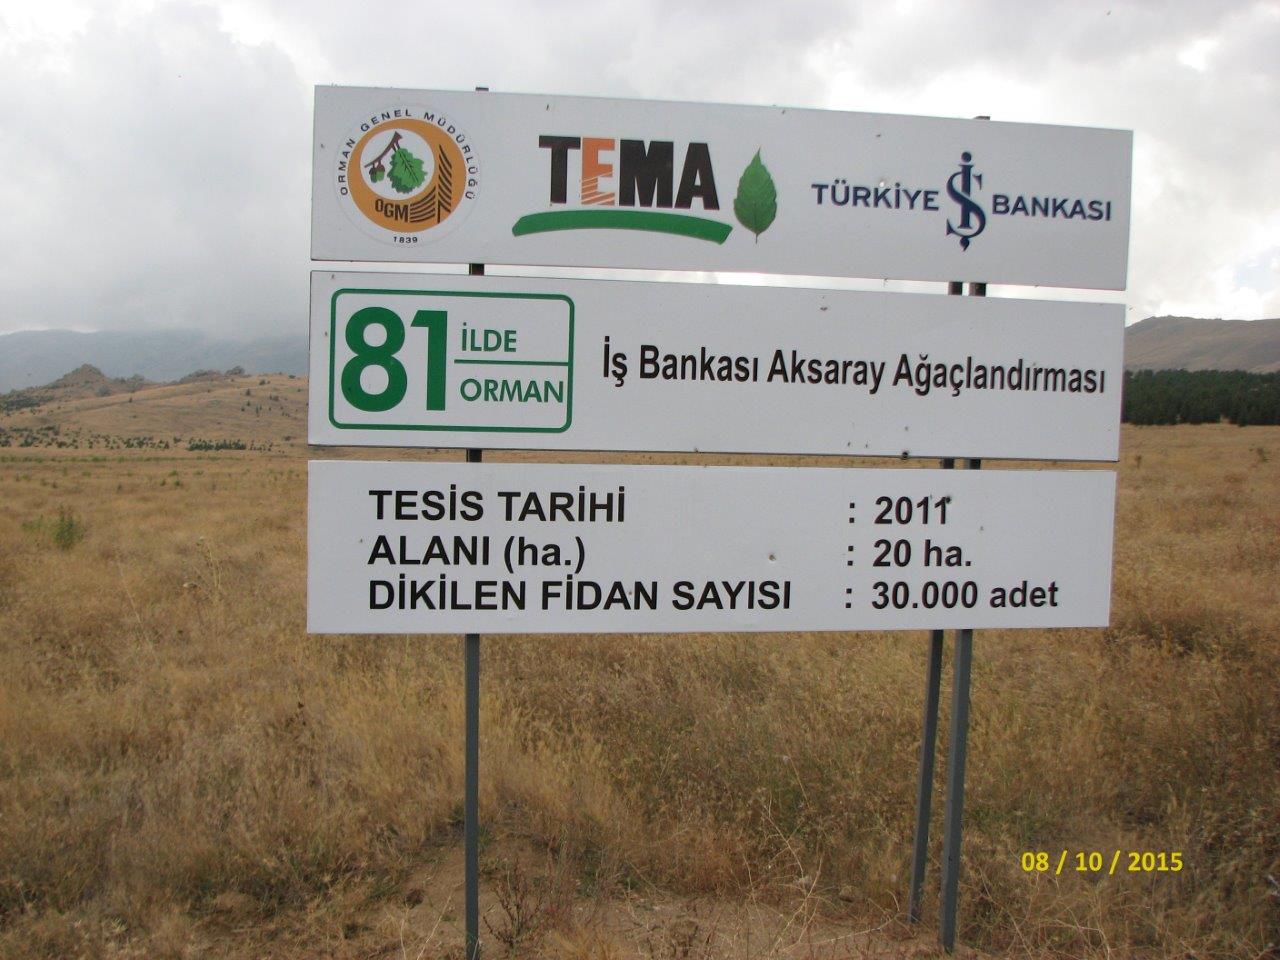 ORMAN GENEL MÜDÜRLÜĞÜ
OGM
1839
TEMA
TÜRKİYE İŞ BANKASI
81 İLDE
ORMAN
İş Bankası Aksaray Ağaçlandırması
TESİS TARİHİ : 2011
ALANI (ha.) : 20 ha.
DİKİLEN FİDAN SAYISI : 30.000 adet
08 / 10 / 2015